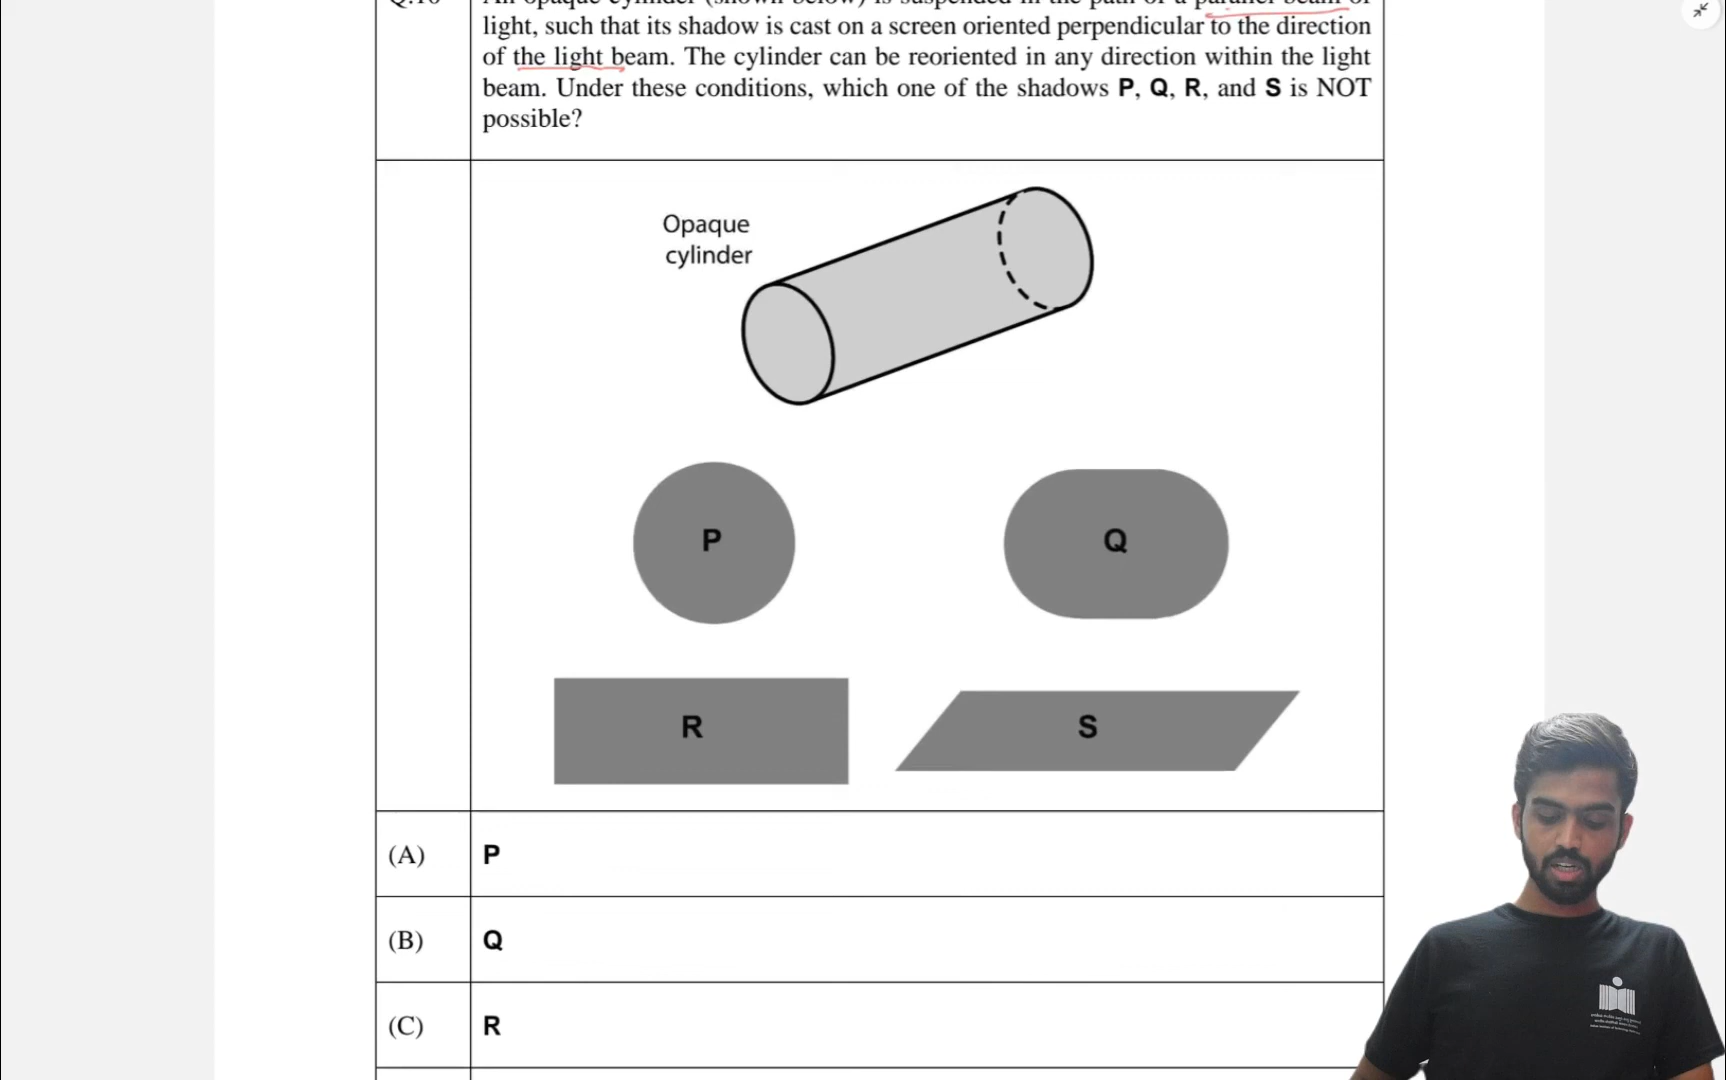 light, such that its shadow is cast on a screen oriented perpendicular to the direction
of the light beam. The cylinder can be reoriented in any direction within the light
beam. Under these conditions, which one of the shadows P, Q, R, and S is NOT
possible?
Opaque
cylinder
P
Q
R
S
(A) P
(B) Q
(C) R